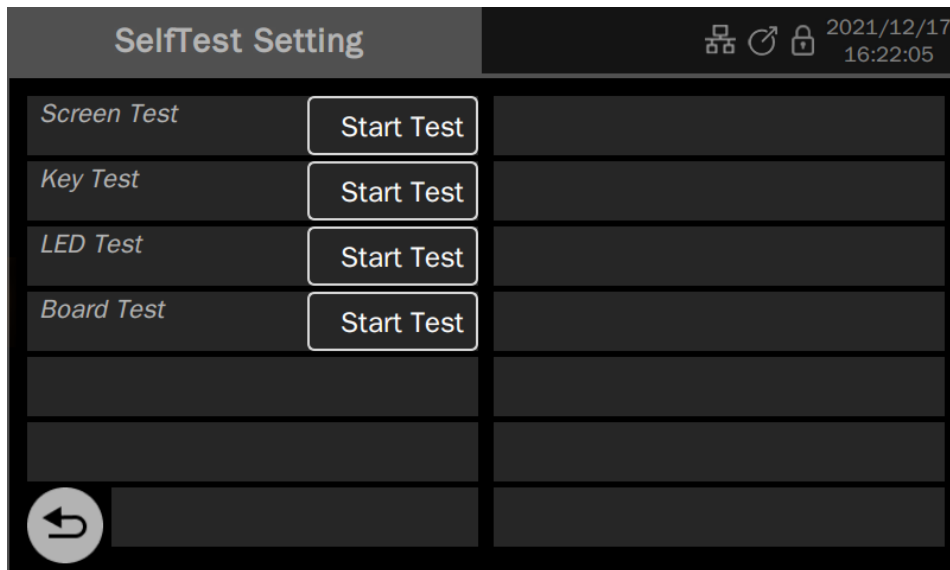 SelfTest Setting
2021/12/17
16:22:05
Screen Test
Start Test
Key Test
Start Test
LED Test
Start Test
Board Test
Start Test